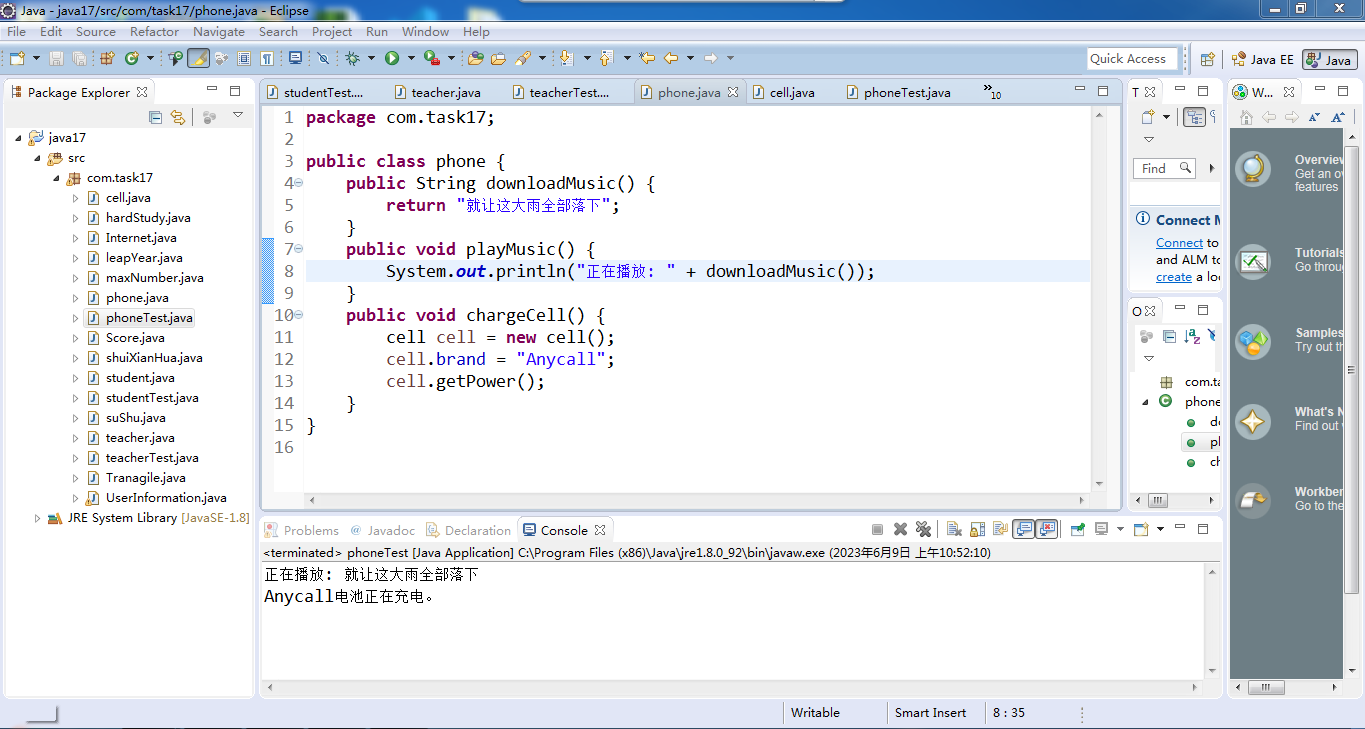 Java - java17/src/com/task17/phone.java - Eclipse
File Edit Source Refactor Navigate Search Project Run Window Help
Quick Access
Java EE
Java
Package Explorer
java17
src
com.task17
cell.java
hardStudy.java
Internet.java
leapYear.java
maxNumber.java
phone.java
phoneTest.java
Score.java
shuiXianHua.java
student.java
studentTest.java
suShu.java
teacher.java
teacherTest.java
Tranagile.java
UserInformation.java
JRE System Library [JavaSE-1.8]
studentTest.... teacher.java teacherTest.... phone.java cell.java phoneTest.java »10
1 package com.task17;
2
3 public class phone {
4 public String downloadMusic() {
5 return "就让这大雨全部落下";
6 }
7 public void playMusic() {
8 System.out.println("正在播放: " + downloadMusic());
9 }
10 public void chargeCell() {
11 cell cell = new cell();
12 cell.brand = "Anycall";
13 cell.getPower();
14 }
15 }
16
Problems @ Javadoc Declaration Console
<terminated> phoneTest [Java Application] C:\Program Files (x86)\Java\jre1.8.0_92\bin\javaw.exe (2023年6月9日 上午10:52:10)
正在播放: 就让这大雨全部落下
Anycall电池正在充电。
T
Find
Connect M
Connect to
and ALM to
create a loc
O
com.ta
phone
de
pl
ch
W...
Overview
Get an ov
features
Tutorials
Go throug
Samples
Try out th
What's N
Find out w
Workben
Go to the
Writable
Smart Insert
8 : 35